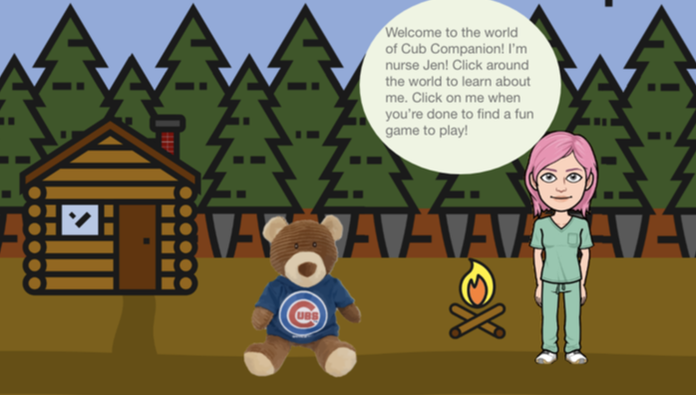 Welcome to the world
of Cub Companion! I'm
nurse Jen! Click around
the world to learn about
me. Click on me when
you're done to find a fun
game to play!
CUBS